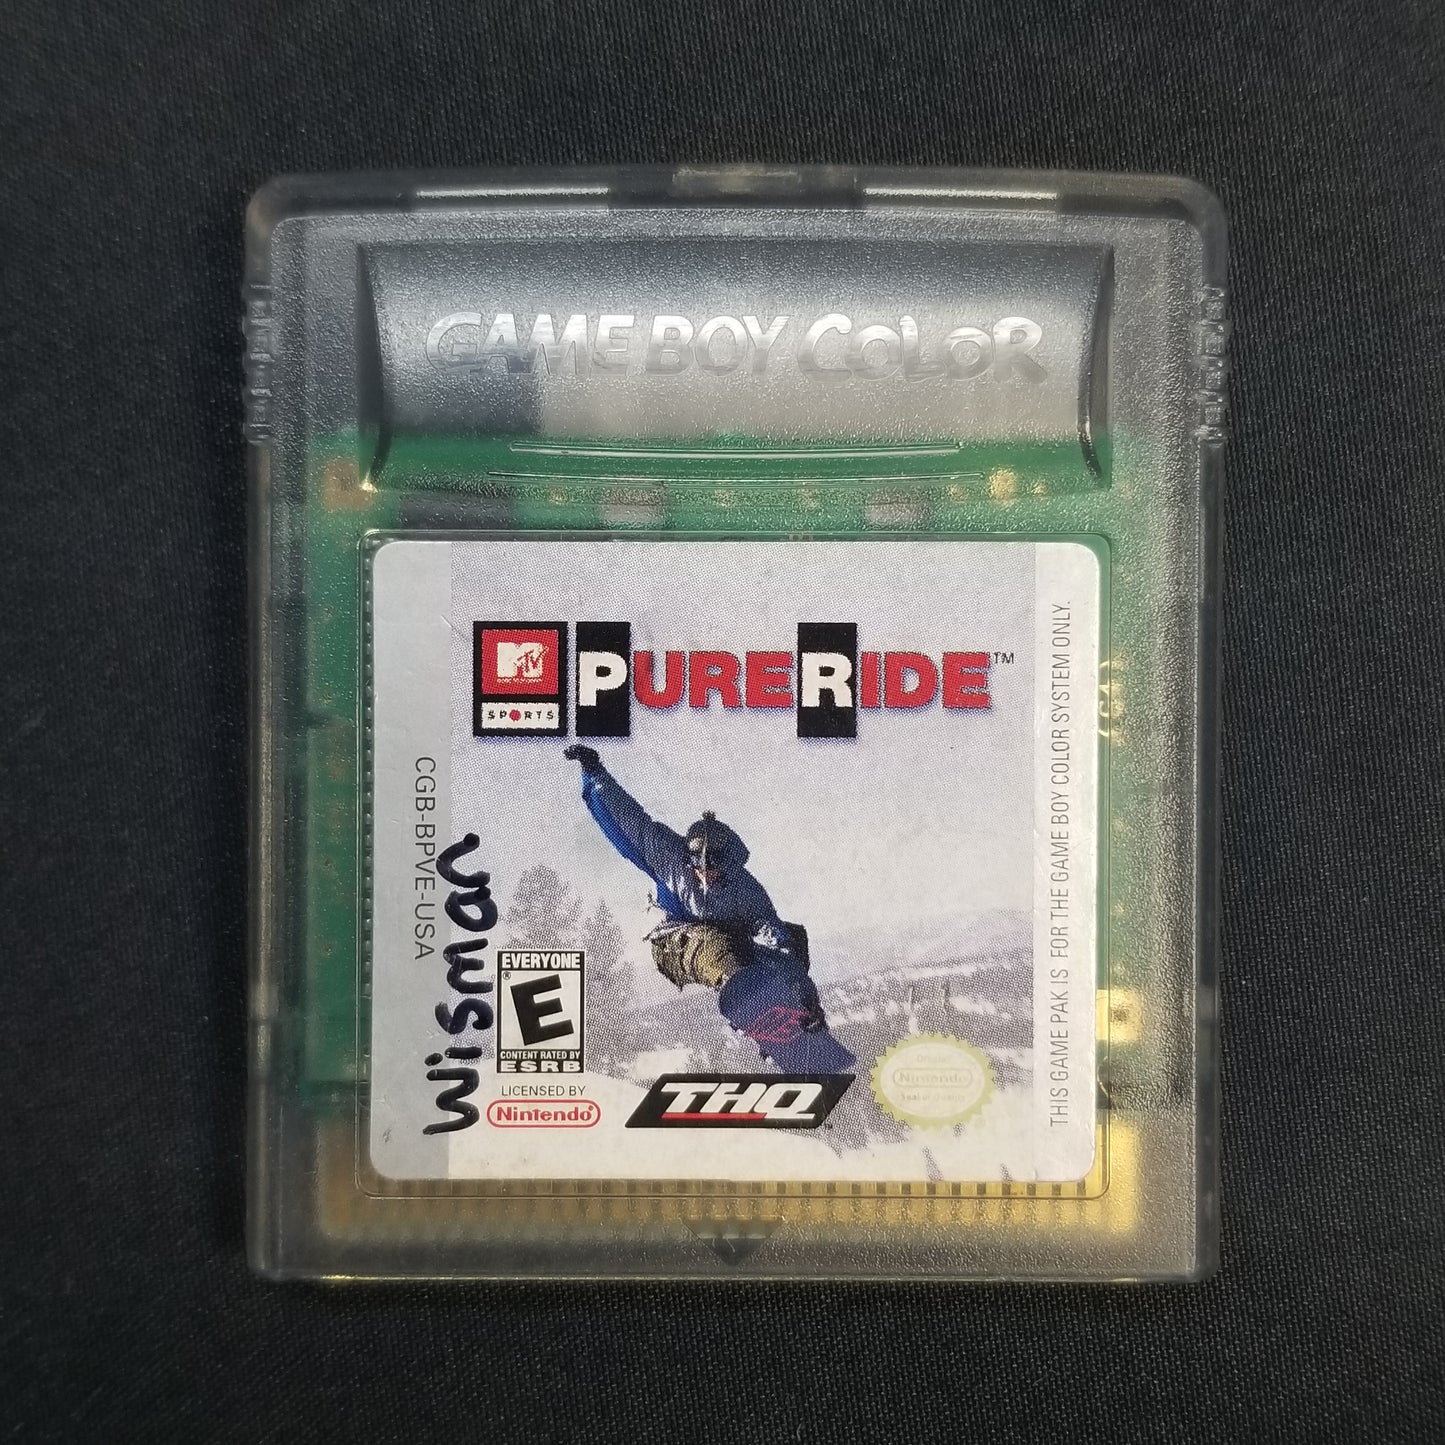 GAME BOY COLOR
MTV
SPORTS
PURERIDE™
CGB-BPVE-USA
wisman
EVERYONE
E
®
CONTENT RATED BY
ESRB
LICENSED BY
Nintendo®
THQ
Nintendo
Seal of Quality
THIS GAME PAK IS FOR THE GAME BOY COLOR SYSTEM ONLY.